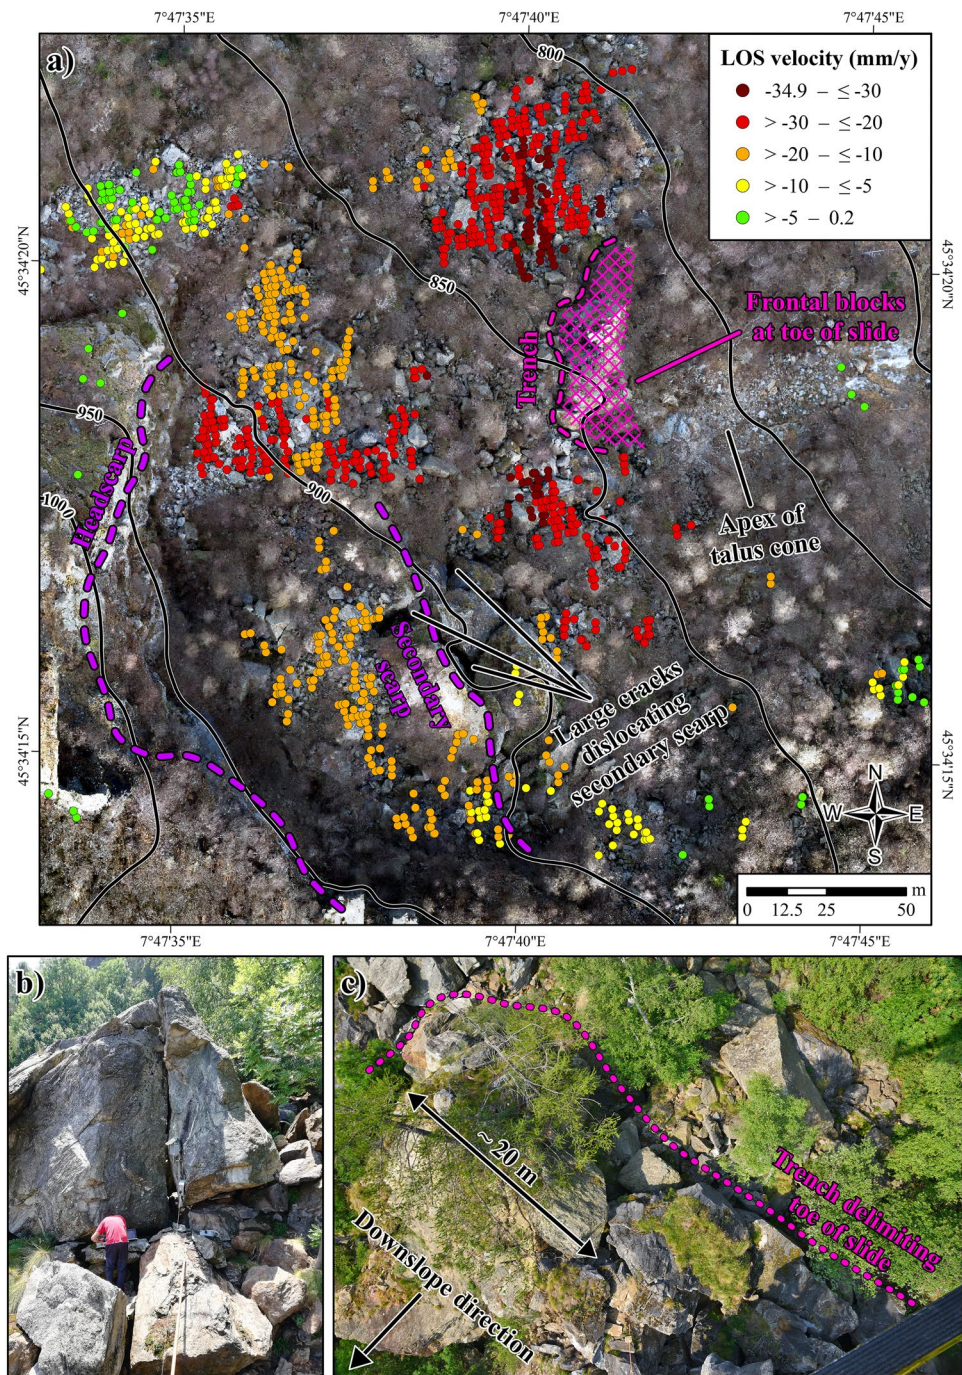 7°47'35"E
7°47'40"E
7°47'45"E
a)
LOS velocity (mm/y)
-34.9 – ≤ -30
> -30 – ≤ -20
> -20 – ≤ -10
> -10 – ≤ -5
> -5 – 0.2
800
850
45°34'20"N
45°34'20"N
Frontal blocks
at toe of slide
Trench
950
Headscarp
1000
900
Apex of
talus cone
Secondary
scarp
Large cracks
dislocating
secondary scarp
45°34'15"N
45°34'15"N
N
W
E
S
m
0
12.5
25
50
7°47'35"E
7°47'40"E
7°47'45"E
b)
c)
~ 20 m
Trench delimiting
toe of slide
Downslope
direction